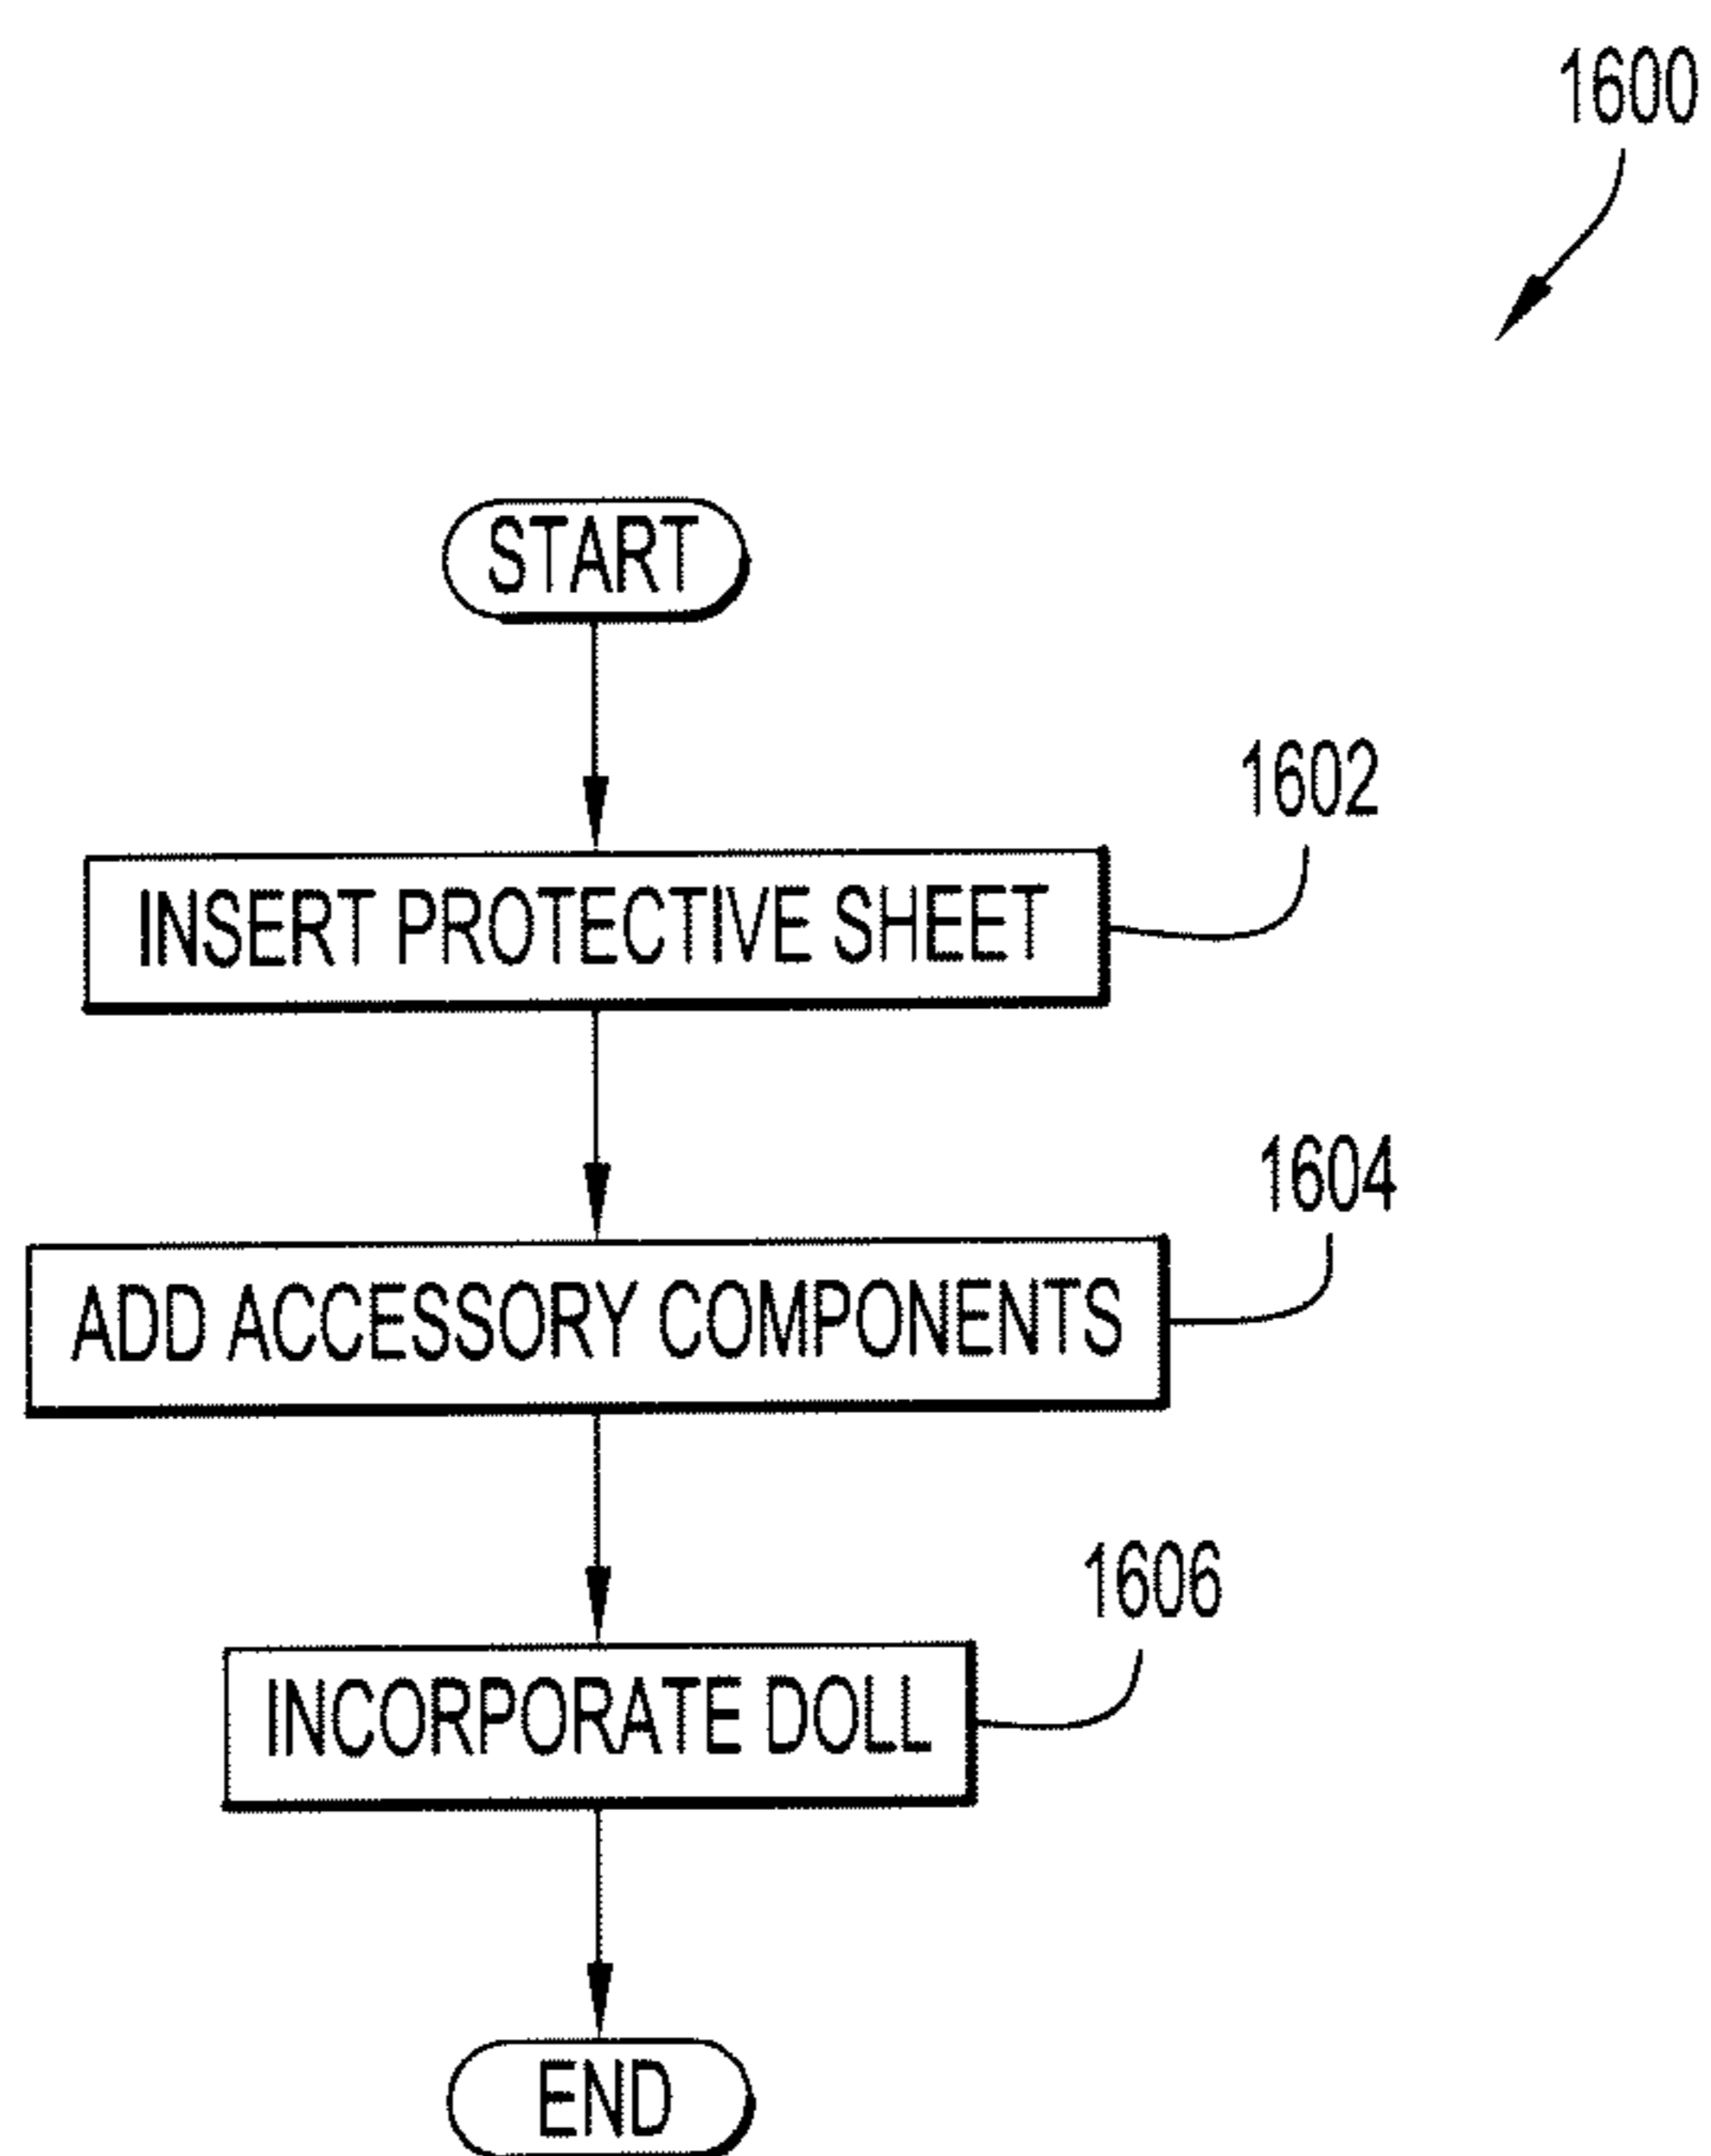 1600
START
1602
INSERT PROTECTIVE SHEET
1604
ADD ACCESSORY COMPONENTS
1606
INCORPORATE DOLL
END